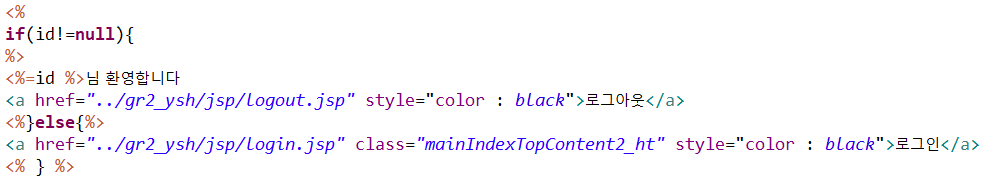 <%
if(id!=null){
%>
<%=id %>님 환영합니다
<a href="../gr2_ysh/jsp/logout.jsp" style="color : black">로그아웃</a>
<%}else{%>
<a href="../gr2_ysh/jsp/login.jsp" class="mainIndexTopContent2_ht" style="color : black">로그인</a>
<% } %>